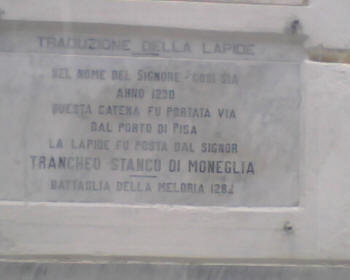 TRADUZIONE DELLA LAPIDE
NEL NOME DEL SIGNORE - COSÌ SIA
ANNO 1290
QUESTA CATENA FU PORTATA VIA
DAL PORTO DI PISA
LA LAPIDE FU POSTA DAL SIGNOR
TRANCHEO STANCO DI MONEGLIA
BATTAGLIA DELLA MELORIA 1284